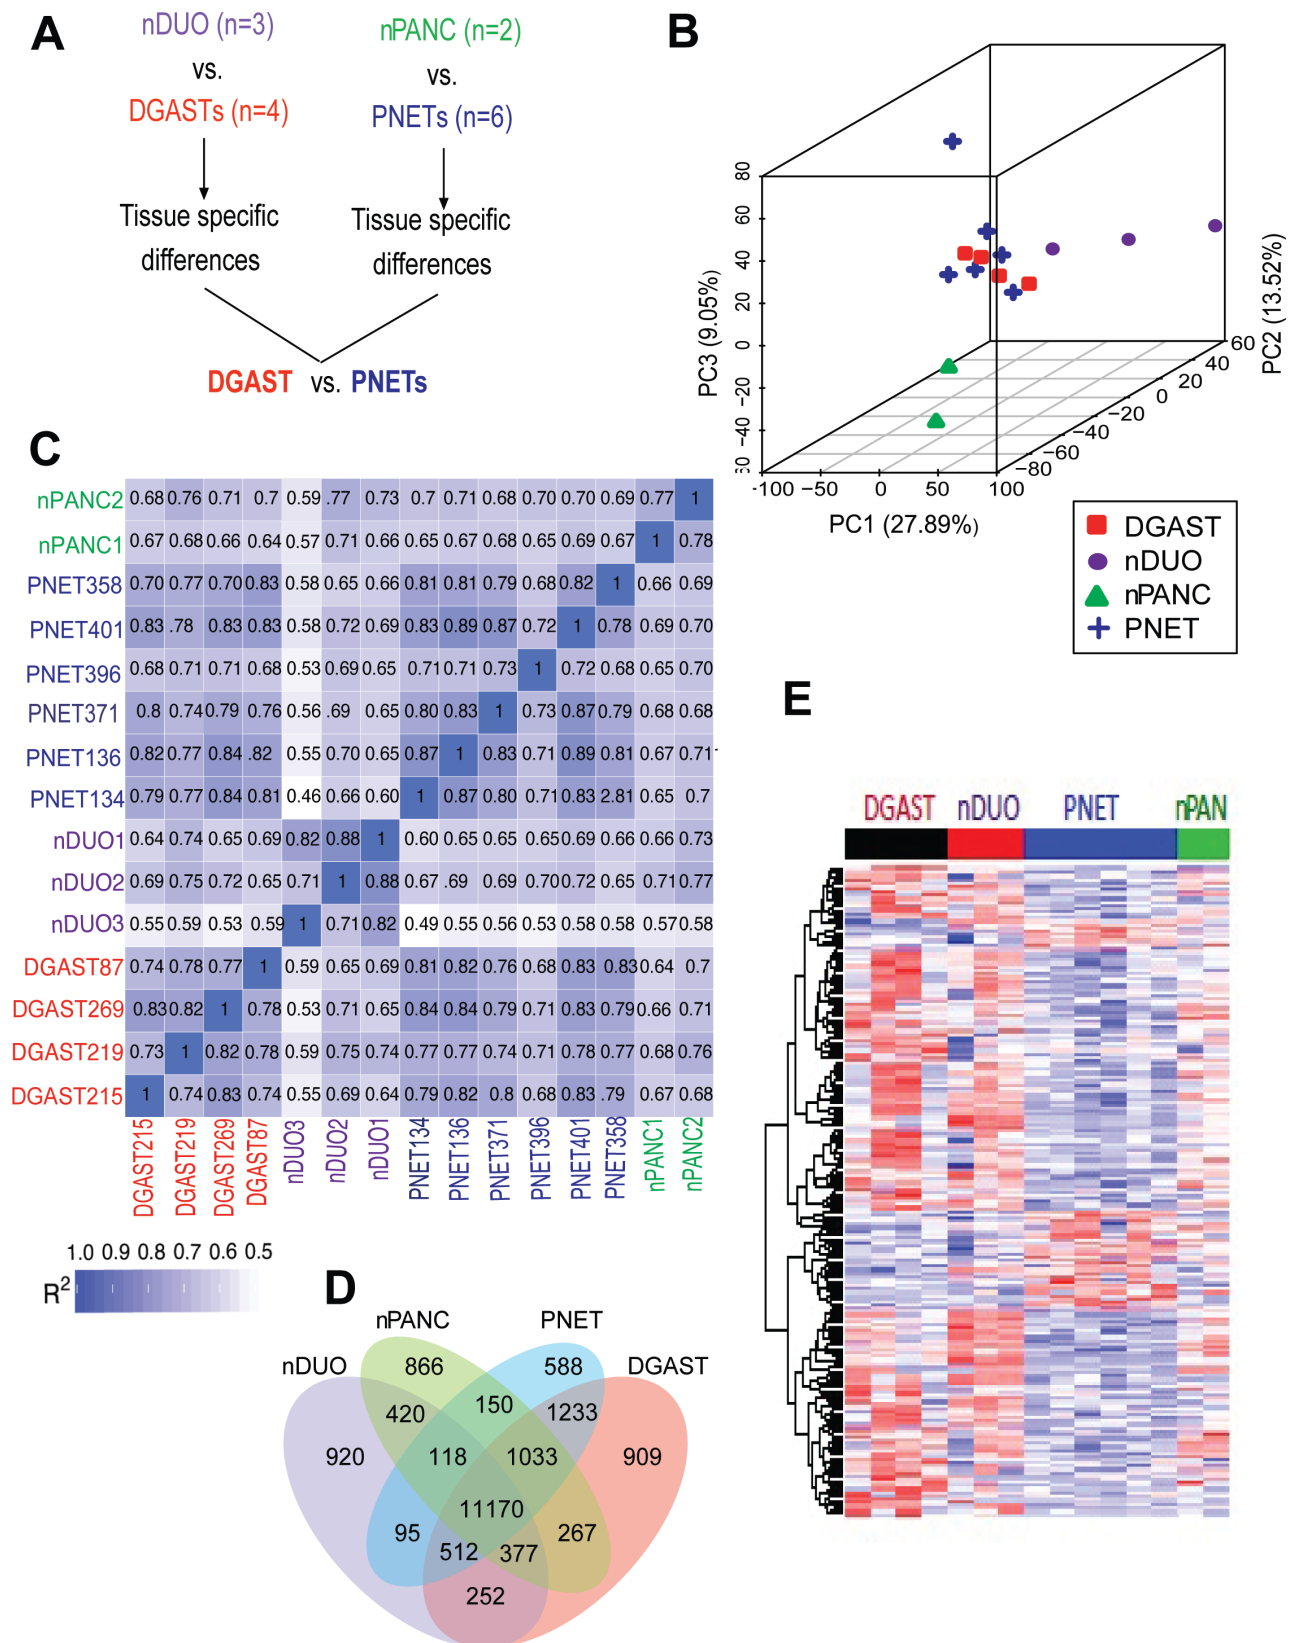 A
nDUO (n=3)
vs.
DGASTs (n=4)
Tissue specific
differences
nPANC (n=2)
vs.
PNETs (n=6)
Tissue specific
differences
DGAST vs. PNETs
B
PC3 (9.05%)
80
60
40
20
0
−20
−40
-100 −50 0 50 100
PC1 (27.89%)
−80
−60
−40
−20
0
20
40
60
PC2 (13.52%)
DGAST
nDUO
nPANC
PNET
C
nPANC2 0.68 0.76 0.71 0.7 0.59 .77 0.73 0.7 0.71 0.68 0.70 0.70 0.69 0.77 1
nPANC1 0.67 0.68 0.66 0.64 0.57 0.71 0.66 0.65 0.67 0.68 0.65 0.69 0.67 1 0.78
PNET358 0.70 0.77 0.70 0.83 0.58 0.65 0.66 0.81 0.81 0.79 0.68 0.82 1 0.66 0.69
PNET401 0.83 .78 0.83 0.83 0.58 0.72 0.69 0.83 0.89 0.87 0.72 1 0.78 0.69 0.70
PNET396 0.68 0.71 0.71 0.68 0.53 0.69 0.65 0.71 0.71 0.73 1 0.72 0.68 0.65 0.70
PNET371 0.8 0.74 0.79 0.76 0.56 .69 0.65 0.80 0.83 1 0.73 0.87 0.79 0.68 0.68
PNET136 0.82 0.77 0.84 .82 0.55 0.70 0.65 0.87 1 0.83 0.71 0.89 0.81 0.67 0.71
PNET134 0.79 0.77 0.84 0.81 0.46 0.66 0.60 1 0.87 0.80 0.71 0.83 2.81 0.65 0.7
nDUO1 0.64 0.74 0.65 0.69 0.82 0.88 1 0.60 0.65 0.65 0.65 0.69 0.66 0.66 0.73
nDUO2 0.69 0.75 0.72 0.65 0.71 1 0.88 0.67 .69 0.69 0.70 0.72 0.65 0.71 0.77
nDUO3 0.55 0.59 0.53 0.59 1 0.71 0.82 0.49 0.55 0.56 0.53 0.58 0.58 0.57 0.58
DGAST87 0.74 0.78 0.77 1 0.59 0.65 0.69 0.81 0.82 0.76 0.68 0.83 0.83 0.64 0.7
DGAST269 0.83 0.82 1 0.78 0.53 0.71 0.65 0.84 0.84 0.79 0.71 0.83 0.79 0.66 0.71
DGAST219 0.73 1 0.82 0.78 0.59 0.75 0.74 0.77 0.77 0.74 0.71 0.78 0.77 0.68 0.76
DGAST215 1 0.74 0.83 0.74 0.55 0.69 0.64 0.79 0.82 0.8 0.68 0.83 .79 0.67 0.68
DGAST215 DGAST219 DGAST269 DGAST87 nDUO3 nDUO2 nDUO1 PNET134 PNET136 PNET371 PNET396 PNET401 PNET358 nPANC1 nPANC2
1.0 0.9 0.8 0.7 0.6 0.5
R2
D
nPANC PNET
nDUO DGAST
866 588
420 150 1233
920 118 1033 909
11170
95 267
512 377
252
E
DGAST nDUO PNET nPAN